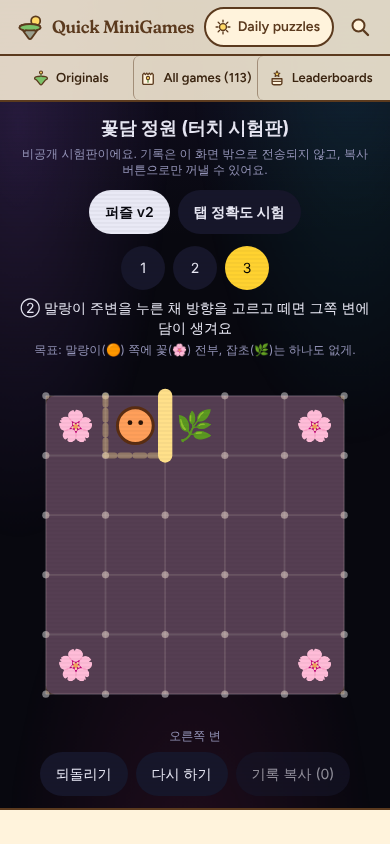 Quick MiniGames
Daily puzzles
Originals
All games (113)
Leaderboards
꽃담 정원 (터치 시험판)
비공개 시험판이에요. 기록은 이 화면 밖으로 전송되지 않고, 복사
버튼으로만 꺼낼 수 있어요.
퍼즐 v2
탭 정확도 시험
1
2
3
② 말랑이 주변을 누른 채 방향을 고르고 떼면 그쪽 변에
담이 생겨요
목표: 말랑이(🟠) 쪽에 꽃(🌸) 전부, 잡초(🌿)는 하나도 없게.
오른쪽 변
되돌리기
다시 하기
기록 복사 (0)